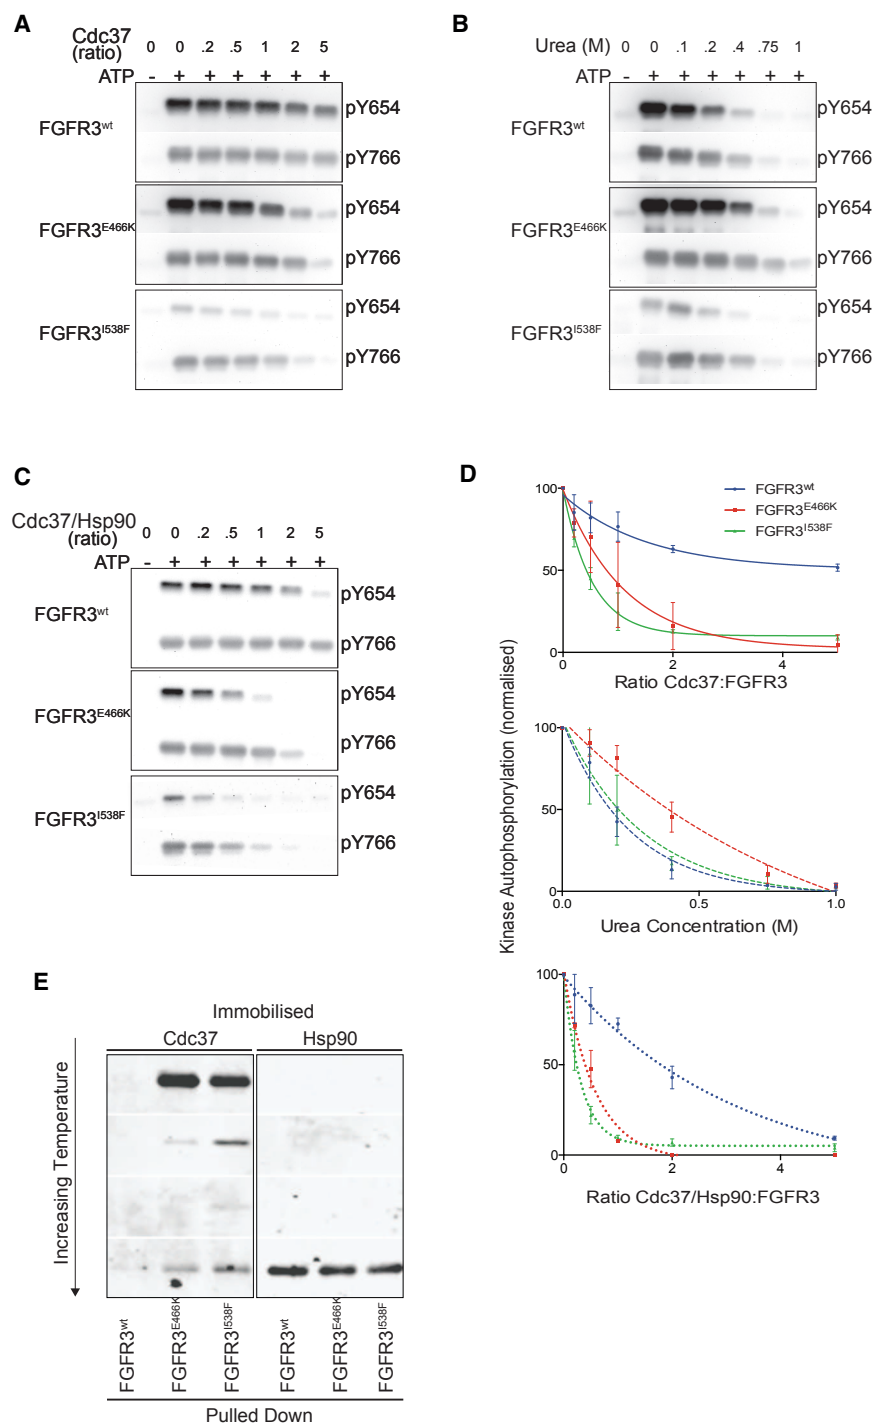 A
Cdc37
(ratio)
0 0 .2 .5 1 2 5
ATP - + + + + + +
FGFR3wt
pY654
pY766
FGFR3E466K
pY654
pY766
FGFR3I538F
pY654
pY766
B
Urea (M) 0 0 .1 .2 .4 .75 1
ATP - + + + + + +
FGFR3wt
pY654
pY766
FGFR3E466K
pY654
pY766
FGFR3I538F
pY654
pY766
C
Cdc37/Hsp90
(ratio)
0 0 .2 .5 1 2 5
ATP - + + + + + +
FGFR3wt
pY654
pY766
FGFR3E466K
pY654
pY766
FGFR3I538F
pY654
pY766
D
Kinase Autophosphorylation (normalised)
100
50
0
0 2 4
FGFR3wt
FGFR3E466K
FGFR3I538F
Ratio Cdc37:FGFR3
100
50
0
0.0 0.5 1.0
Urea Concentration (M)
100
50
0
0 2 4
Ratio Cdc37/Hsp90:FGFR3
E
Immobilised
Cdc37 Hsp90
Increasing Temperature
FGFR3wt
FGFR3E466K
FGFR3I538F
FGFR3wt
FGFR3E466K
FGFR3I538F
Pulled Down